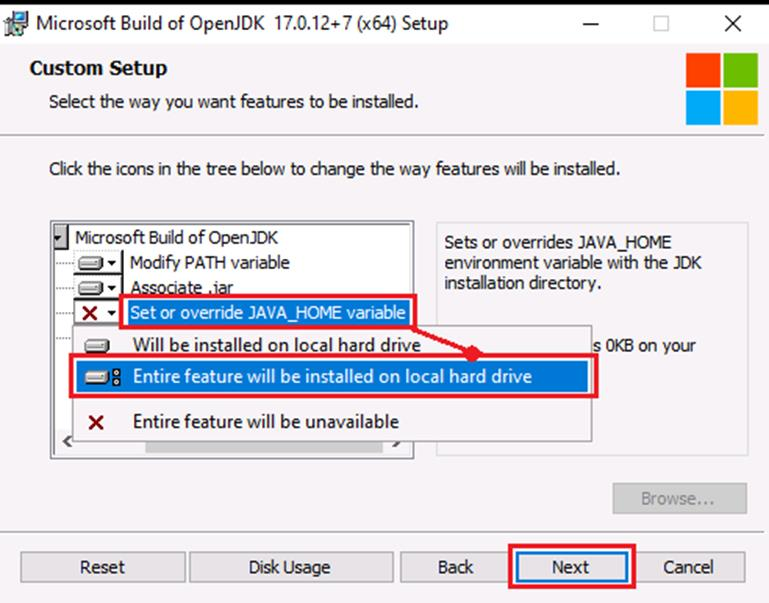 Microsoft Build of OpenJDK 17.0.12+7 (x64) Setup
Custom Setup
Select the way you want features to be installed.
Click the icons in the tree below to change the way features will be installed.
Microsoft Build of OpenJDK
Modify PATH variable
Associate .jar
Set or override JAVA_HOME variable
Will be installed on local hard drive
Entire feature will be installed on local hard drive
Entire feature will be unavailable
Sets or overrides JAVA_HOME
environment variable with the JDK
installation directory.
s 0KB on your
Browse...
Reset
Disk Usage
Back
Next
Cancel